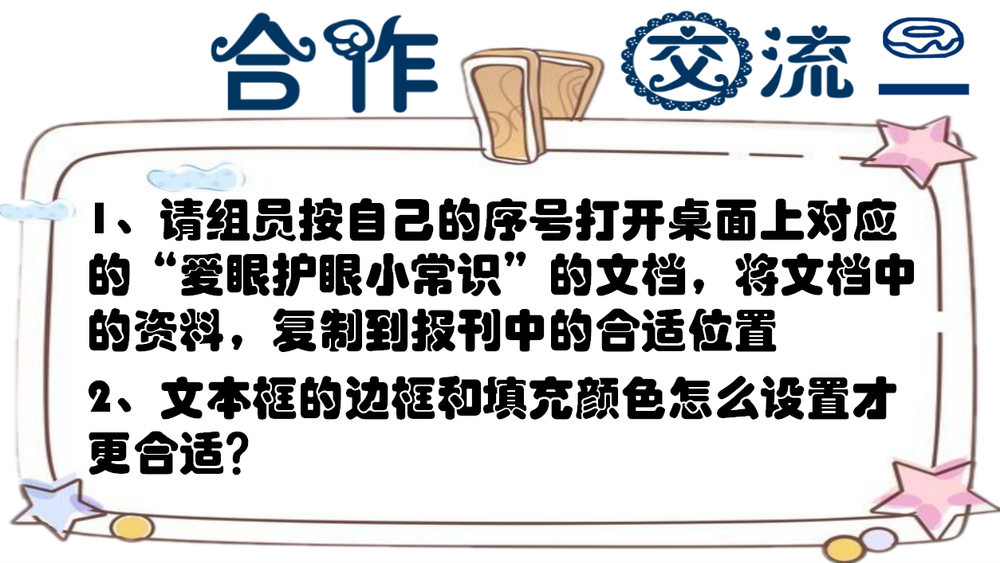 合作交流二
1、请组员按自己的序号打开桌面上对应
的“爱眼护眼小常识”的文档，将文档中
的资料，复制到报刊中的合适位置
2、文本框的边框和填充颜色怎么设置才
更合适？